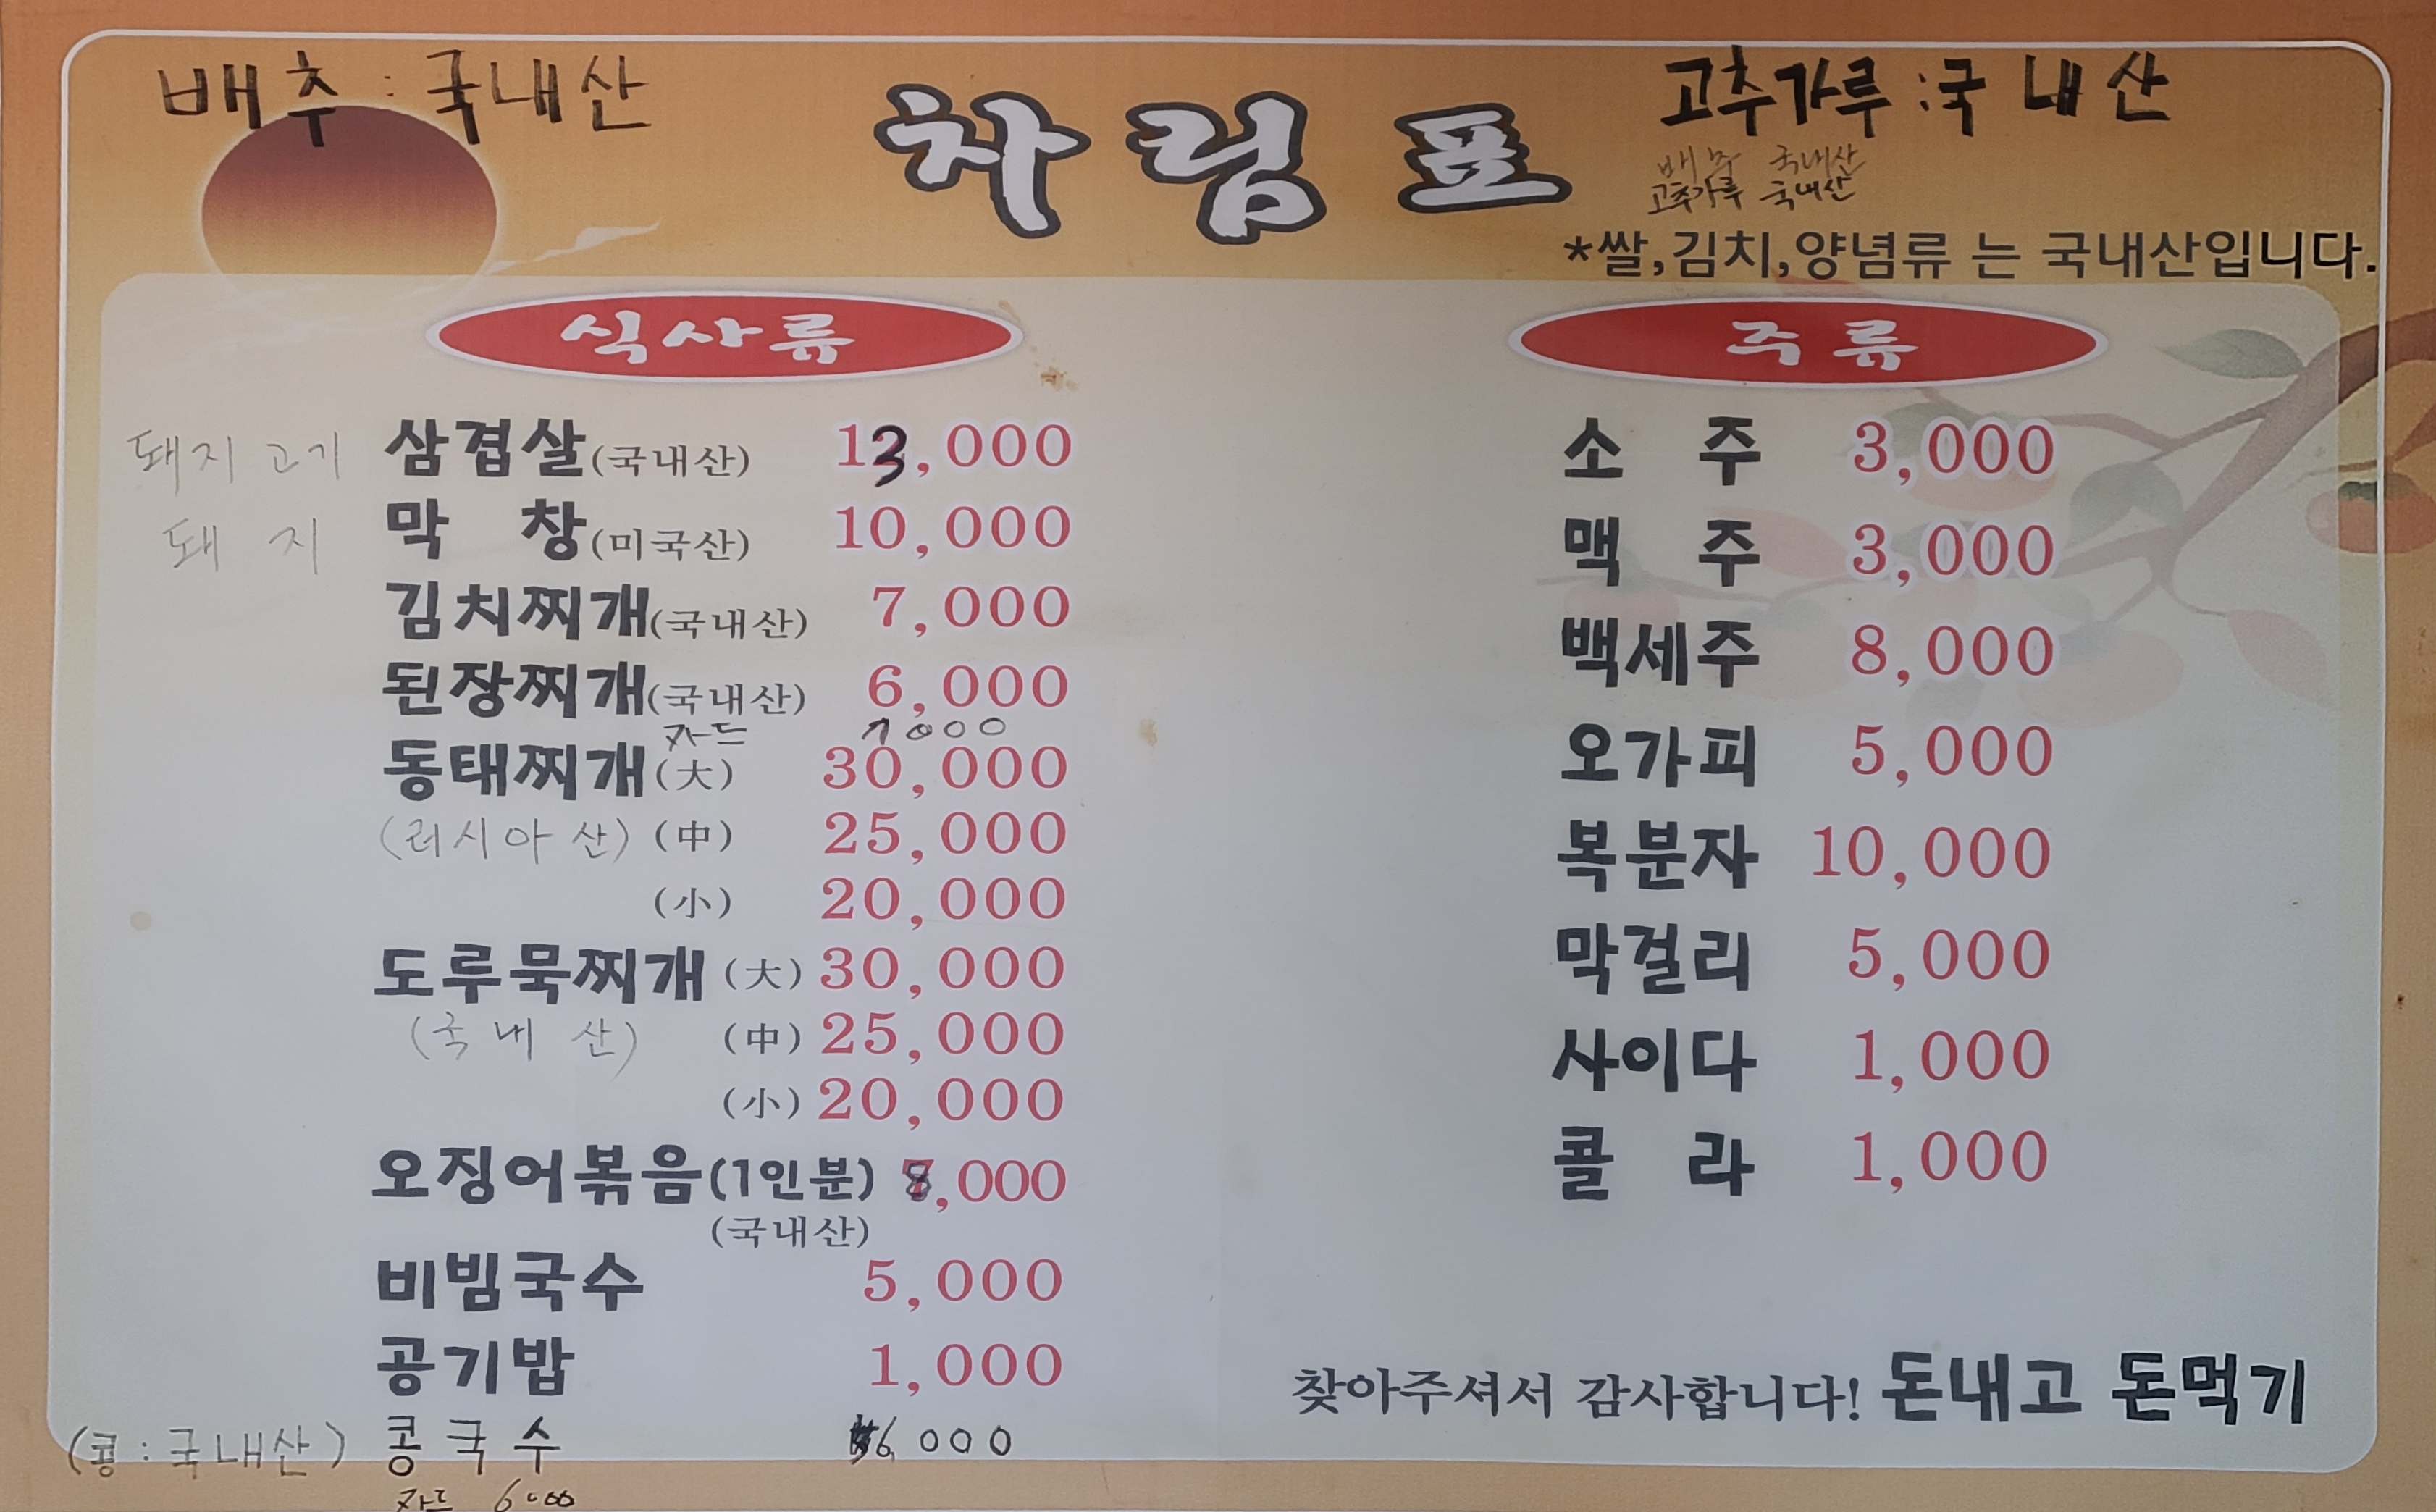 배추 : 국내산
차림표
고추가루 : 국내산
배추 국내산
고추가루 국내산
*쌀,김치,양념류 는 국내산입니다.
식사류
돼지고기 삼겹살(국내산) 13,000
돼지 막창(미국산) 10,000
김치찌개(국내산) 7,000
된장찌개(국내산) 6,000
카드 7000
동태찌개(大) 30,000
(러시아산) (中) 25,000
(小) 20,000
도루묵찌개 (大) 30,000
(국내산) (中) 25,000
(小) 20,000
오징어볶음(1인분) 8,000
(국내산)
비빔국수 5,000
공기밥 1,000
(콩:국내산) 콩국수 6,000
카드 6000
주류
소주 3,000
맥주 3,000
백세주 8,000
오가피 5,000
복분자 10,000
막걸리 5,000
사이다 1,000
콜라 1,000
찾아주셔서 감사합니다! 돈내고 돈먹기